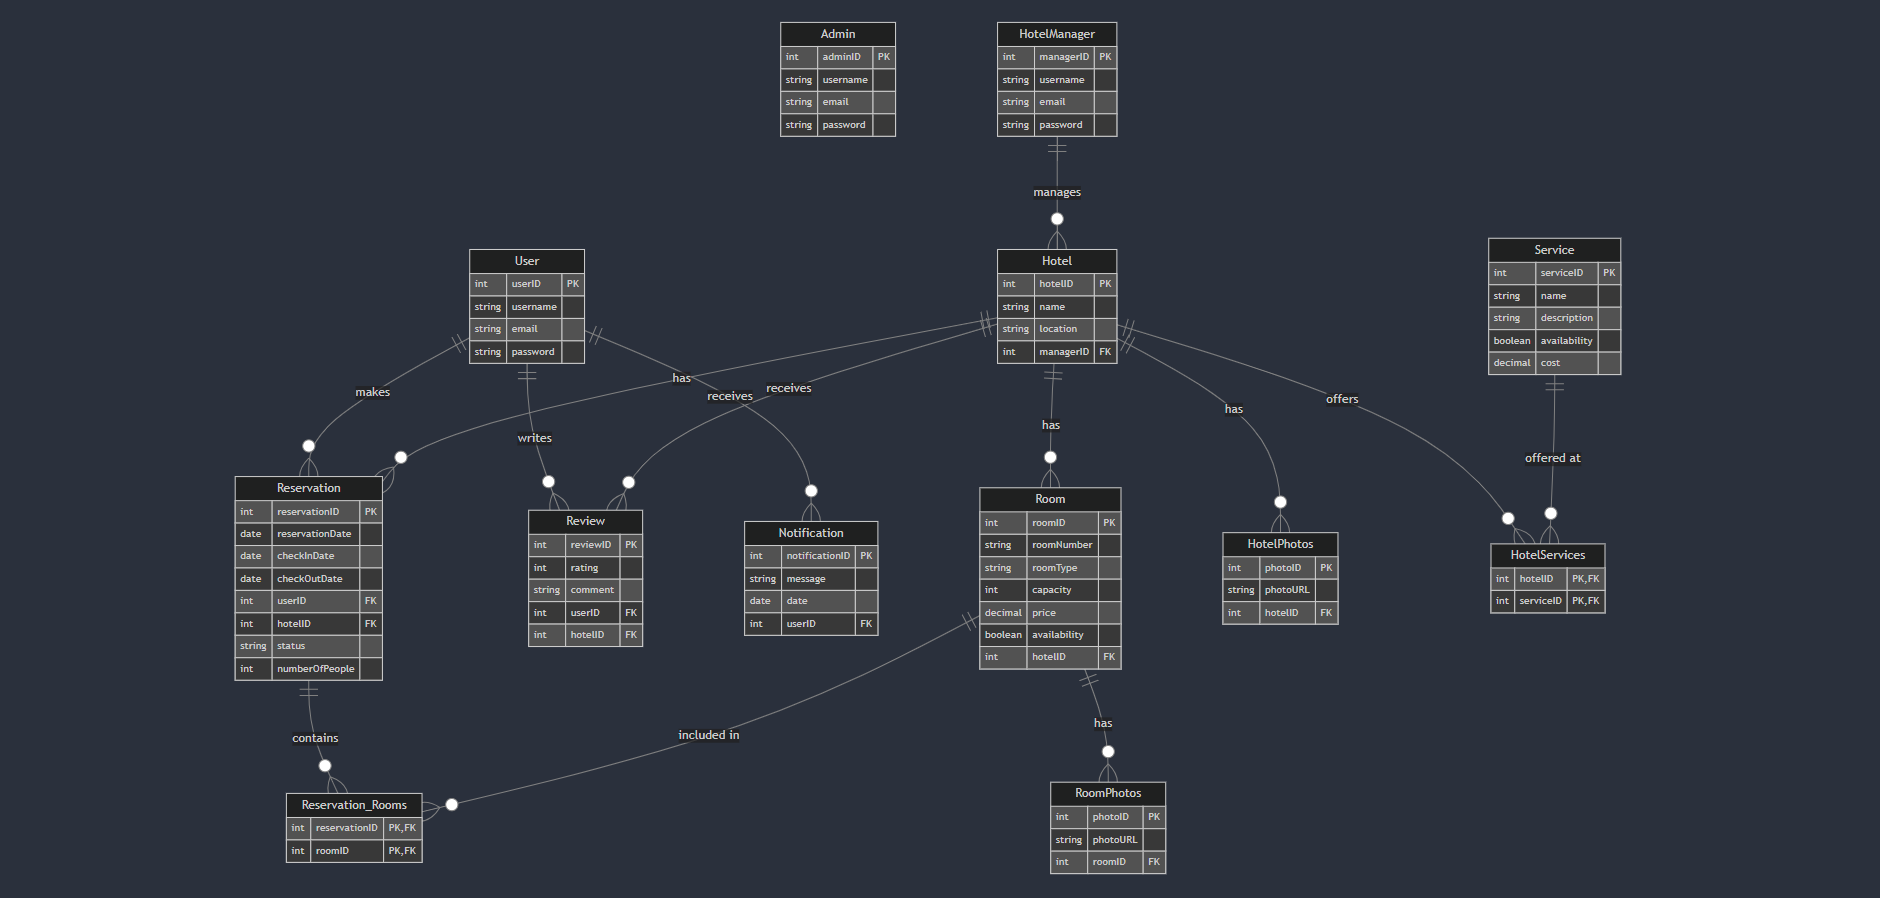 Admin
int adminID PK
string username
string email
string password
HotelManager
int managerID PK
string username
string email
string password
manages
User
int userID PK
string username
string email
string password
Hotel
int hotelID PK
string name
string location
int managerID FK
Service
int serviceID PK
string name
string description
boolean availability
decimal cost
makes
has
receives
receives
writes
has
has
offers
offered at
Reservation
int reservationID PK
date reservationDate
date checkInDate
date checkOutDate
int userID FK
int hotelID FK
string status
int numberOfPeople
Review
int reviewID PK
int rating
string comment
int userID FK
int hotelID FK
Notification
int notificationID PK
string message
date date
int userID FK
Room
int roomID PK
string roomNumber
string roomType
int capacity
decimal price
boolean availability
int hotelID FK
HotelPhotos
int photoID PK
string photoURL
int hotelID FK
HotelServices
int hotelID PK,FK
int serviceID PK,FK
contains
included in
has
Reservation_Rooms
int reservationID PK,FK
int roomID PK,FK
RoomPhotos
int photoID PK
string photoURL
int roomID FK